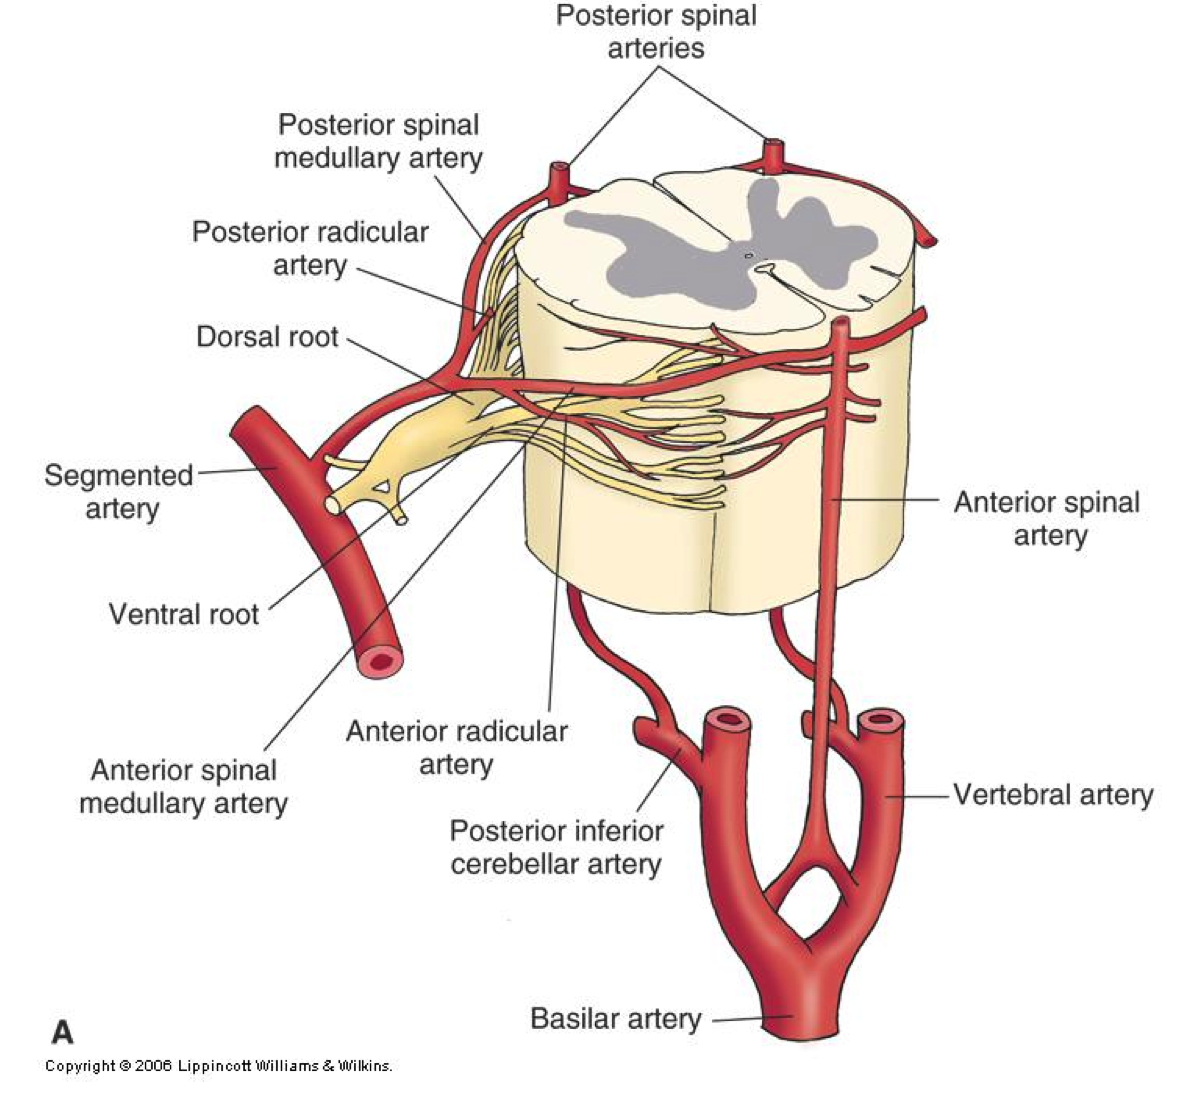 Posterior spinal
arteries
Posterior spinal
medullary artery
Posterior radicular
artery
Dorsal root
Segmented
artery
Anterior spinal
artery
Ventral root
Anterior radicular
artery
Anterior spinal
medullary artery
Vertebral artery
Posterior inferior
cerebellar artery
Basilar artery
A
Copyright © 2006 Lippincott Williams & Wilkins.